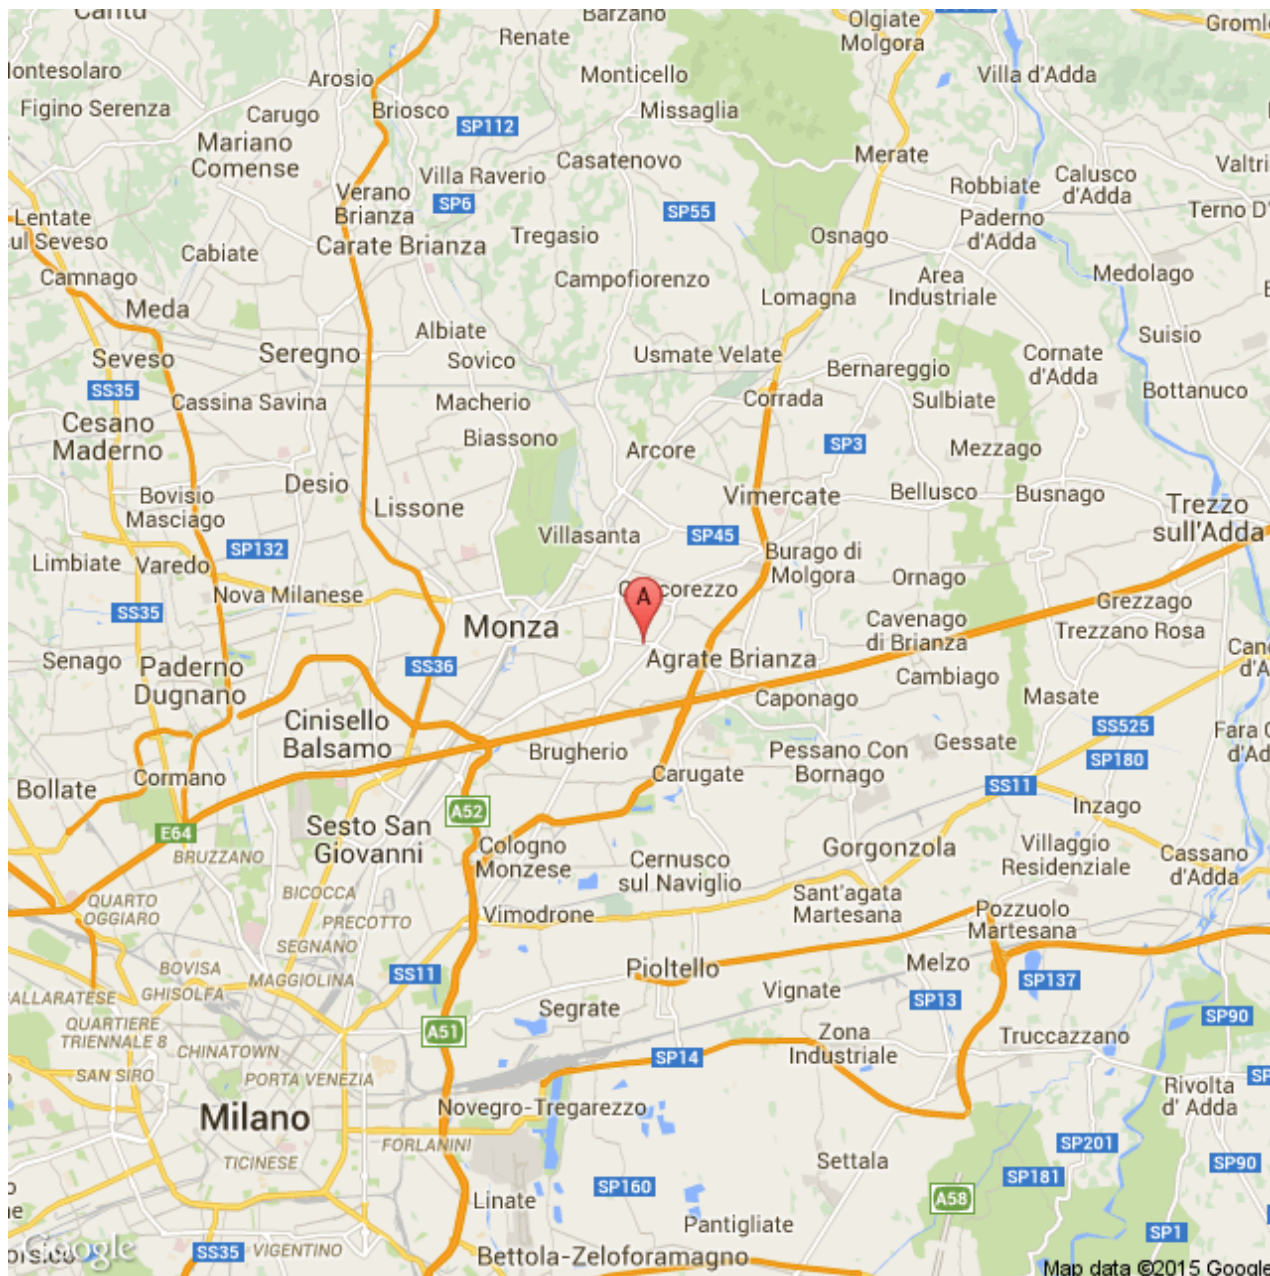 Cantù
Barzanò
Olgiate
Molgora
Renate
Arosio
Monticello
Villa d'Adda
Figino Serenza
Carugo
Briosco
SP112
Missaglia
Mariano
Comense
Casatenovo
Merate
Calusco
d'Adda
Verano
Brianza
Villa Raverio
SP6
SP55
Robbiate
Paderno
d'Adda
Lentate
Cabiate
Carate Brianza
Tregasio
Osnago
Camnago
Campofiorenzo
Area
Industriale
Medolago
Meda
Lomagna
Albiate
Suisio
Seveso
Seregno
Sovico
Usmate Velate
Bernareggio
Cornate
d'Adda
SS35
Cassina Savina
Macherio
Corrada
Sulbiate
Bottanuco
Cesano
Maderno
Biassono
Arcore
SP3
Mezzago
Bovisio
Masciago
Desio
Lissone
Vimercate
Bellusco
Busnago
Trezzo
sull'Adda
Limbiate
Varedo
SP132
Villasanta
SP45
Burago di
Molgora
Ornago
SS35
Nova Milanese
A
Grezzago
Monza
Cavenago
di Brianza
Trezzano Rosa
Senago
Paderno
Dugnano
SS36
Agrate Brianza
Cambiago
Caponago
Masate
Cinisello
Balsamo
Brugherio
Pessano Con
Bornago
Gessate
SS525
SP180
Bollate
Cormano
Carugate
SS11
Inzago
A52
E64
BRUZZANO
Sesto San
Giovanni
Cologno
Monzese
Cernusco
sul Naviglio
Gorgonzola
Villaggio
Residenziale
Cassano
d'Adda
QUARTO
OGGIARO
BICOCCA
PRECOTTO
Vimodrone
Sant'agata
Martesana
Pozzuolo
Martesana
SEGNANO
BOVISA
GHISOLFA
MAGGIOLINA
SS11
Pioltello
Melzo
SP137
QUARTIERE
TRIENNALE 8
Segrate
Vignate
SP13
SP90
A51
CHINATOWN
Zona
Industriale
Truccazzano
SAN SIRO
PORTA VENEZIA
SP14
Rivolta
d' Adda
Milano
Novegro-Tregarezzo
FORLANINI
SP201
TICINESE
Settala
SP181
SP90
Linate
SP160
A58
Pantigliate
SP1
Google
SS35
VIGENTINO
Bettola-Zeloforamagno
Map data ©2015 Google